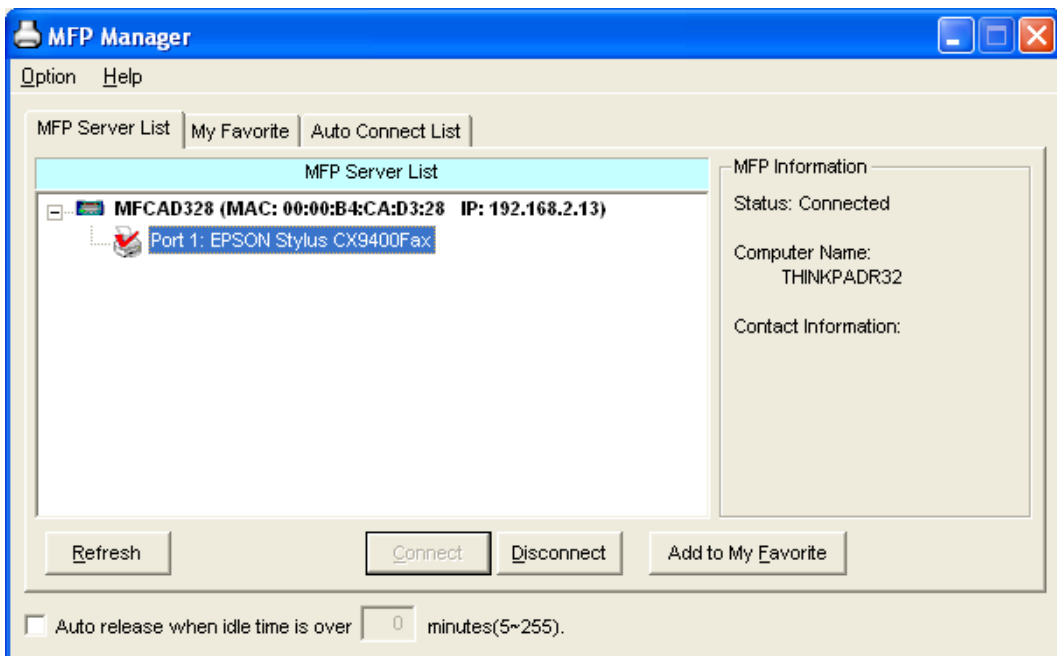 MFP Manager
Option Help
MFP Server List My Favorite Auto Connect List
MFP Server List
MFCAD328 (MAC: 00:00:B4:CA:D3:28 IP: 192.168.2.13)
Port 1: EPSON Stylus CX9400Fax
MFP Information
Status: Connected
Computer Name:
THINKPADR32
Contact Information:
Refresh Connect Disconnect Add to My Favorite
Auto release when idle time is over 0 minutes(5~255).